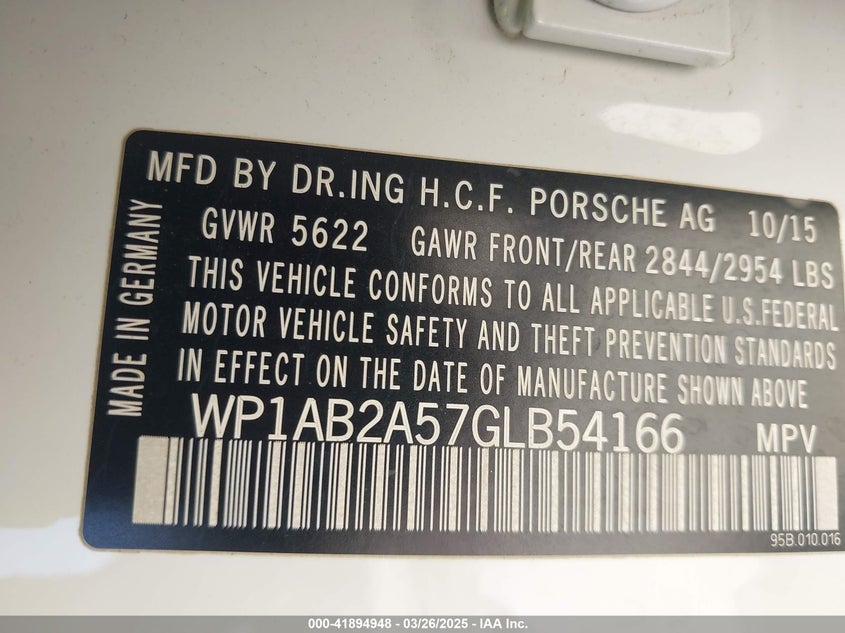 MFD BY DR.ING H.C.F. PORSCHE AG 10/15
GVWR 5622 GAWR FRONT/REAR 2844/2954 LBS
THIS VEHICLE CONFORMS TO ALL APPLICABLE U.S.FEDERAL
MOTOR VEHICLE SAFETY AND THEFT PREVENTION STANDARDS
IN EFFECT ON THE DATE OF MANUFACTURE SHOWN ABOVE
WP1AB2A57GLB54166 MPV
MADE IN GERMANY
95B.010.016
000-41894948 - 03/26/2025 - IAA, Inc.